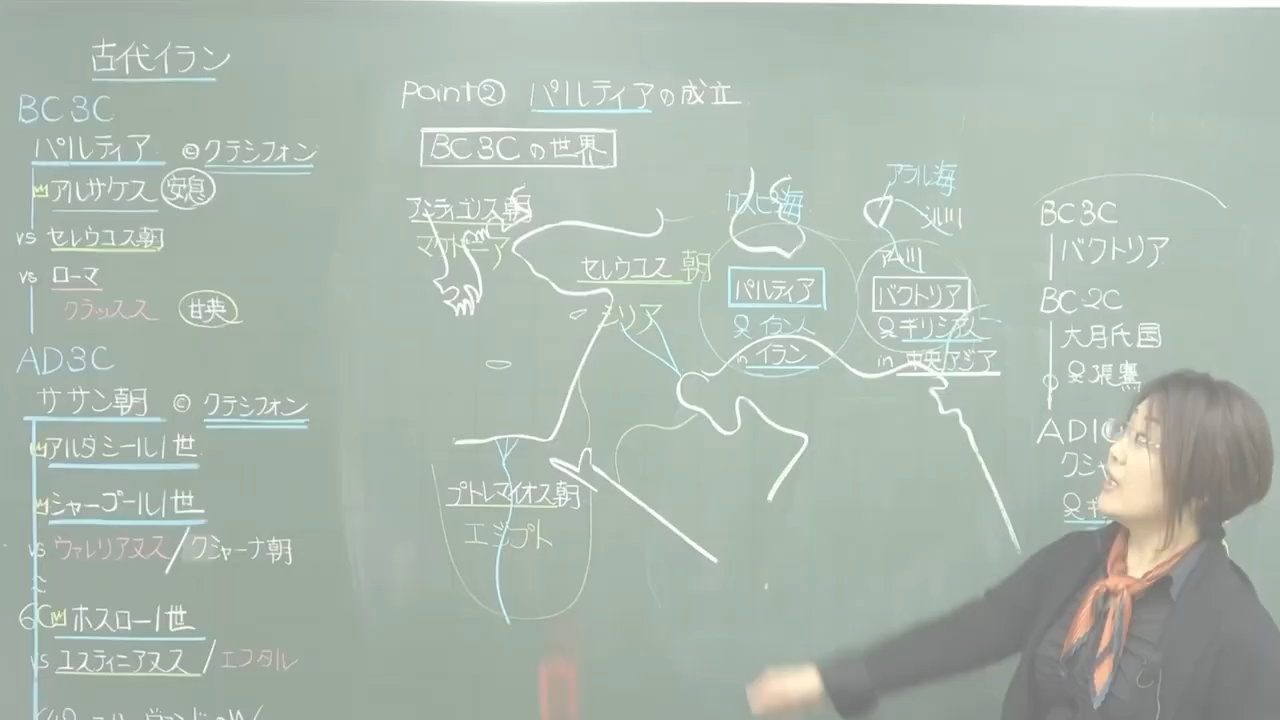 古代イラン
BC3C
パルティア ©クテシフォン
アルサケス 安息
vs セレウコス朝
vs ローマ
クラッスス 甘英
AD3C
ササン朝 © クテシフォン
アルダシール1世
シャープール1世
vs ウァレリアヌス/クシャーナ朝
6C ホスロー1世
vs ユスティニアヌス/エフタル
Point② パルティアの成立
BC3Cの世界
アンティゴノス朝
マケドニア
セレウコス朝
シリア
プトレマイオス朝
エジプト
カスピ海
パルティア
イラン人
in イラン
アラル海
シル川
アム川
バクトリア
ギリシア人
in 中央アジア
BC3C
バクトリア
BC2C
大月氏国
張騫
AD1C
クシャ